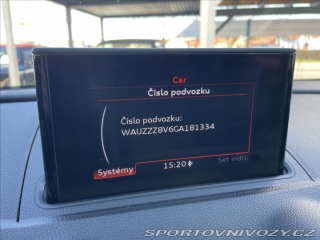 Car
Číslo podvozku
Číslo podvozku:
WAUZZZ8V6GA181334
Systémy
15:20
Set indiv.
SPORTOVNIVOZY.CZ